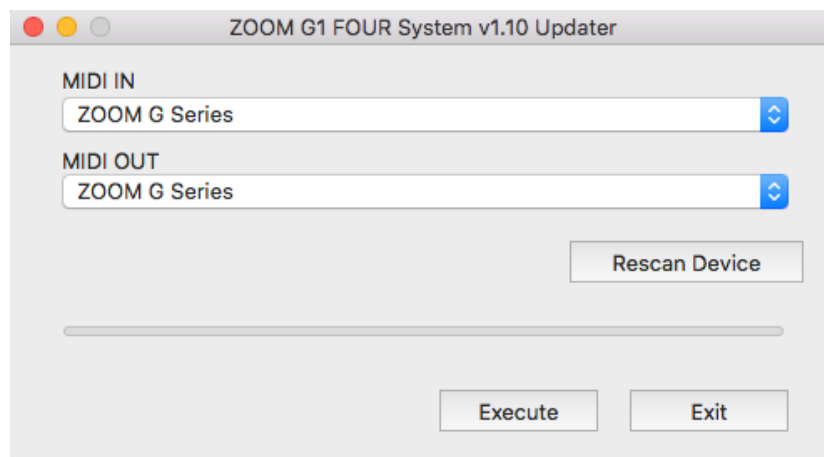 ZOOM G1 FOUR System v1.10 Updater
MIDI IN
ZOOM G Series
MIDI OUT
ZOOM G Series
Rescan Device
Execute Exit